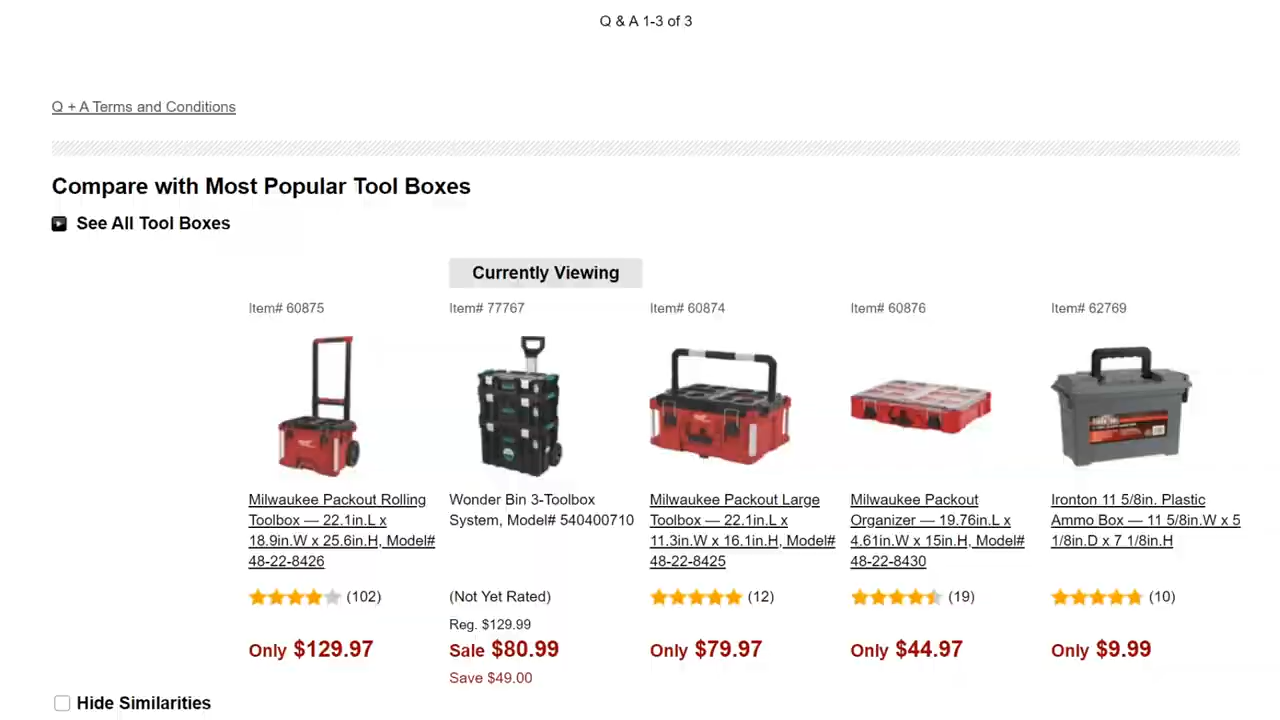 Q & A 1-3 of 3
Q + A Terms and Conditions
Compare with Most Popular Tool Boxes
See All Tool Boxes
Currently Viewing
Item# 60875
Item# 77767
Item# 60874
Item# 60876
Item# 62769
Milwaukee Packout Rolling
Toolbox — 22.1in.L x
18.9in.W x 25.6in.H, Model#
48-22-8426
Wonder Bin 3-Toolbox
System, Model# 540400710
Milwaukee Packout Large
Toolbox — 22.1in.L x
11.3in.W x 16.1in.H, Model#
48-22-8425
Milwaukee Packout
Organizer — 19.76in.L x
4.61in.W x 15in.H, Model#
48-22-8430
Ironton 11 5/8in. Plastic
Ammo Box — 11 5/8in.W x 5
1/8in.D x 7 1/8in.H
(102)
(Not Yet Rated)
(12)
(19)
(10)
Reg. $129.99
Only $129.97
Sale $80.99
Only $79.97
Only $44.97
Only $9.99
Save $49.00
Hide Similarities